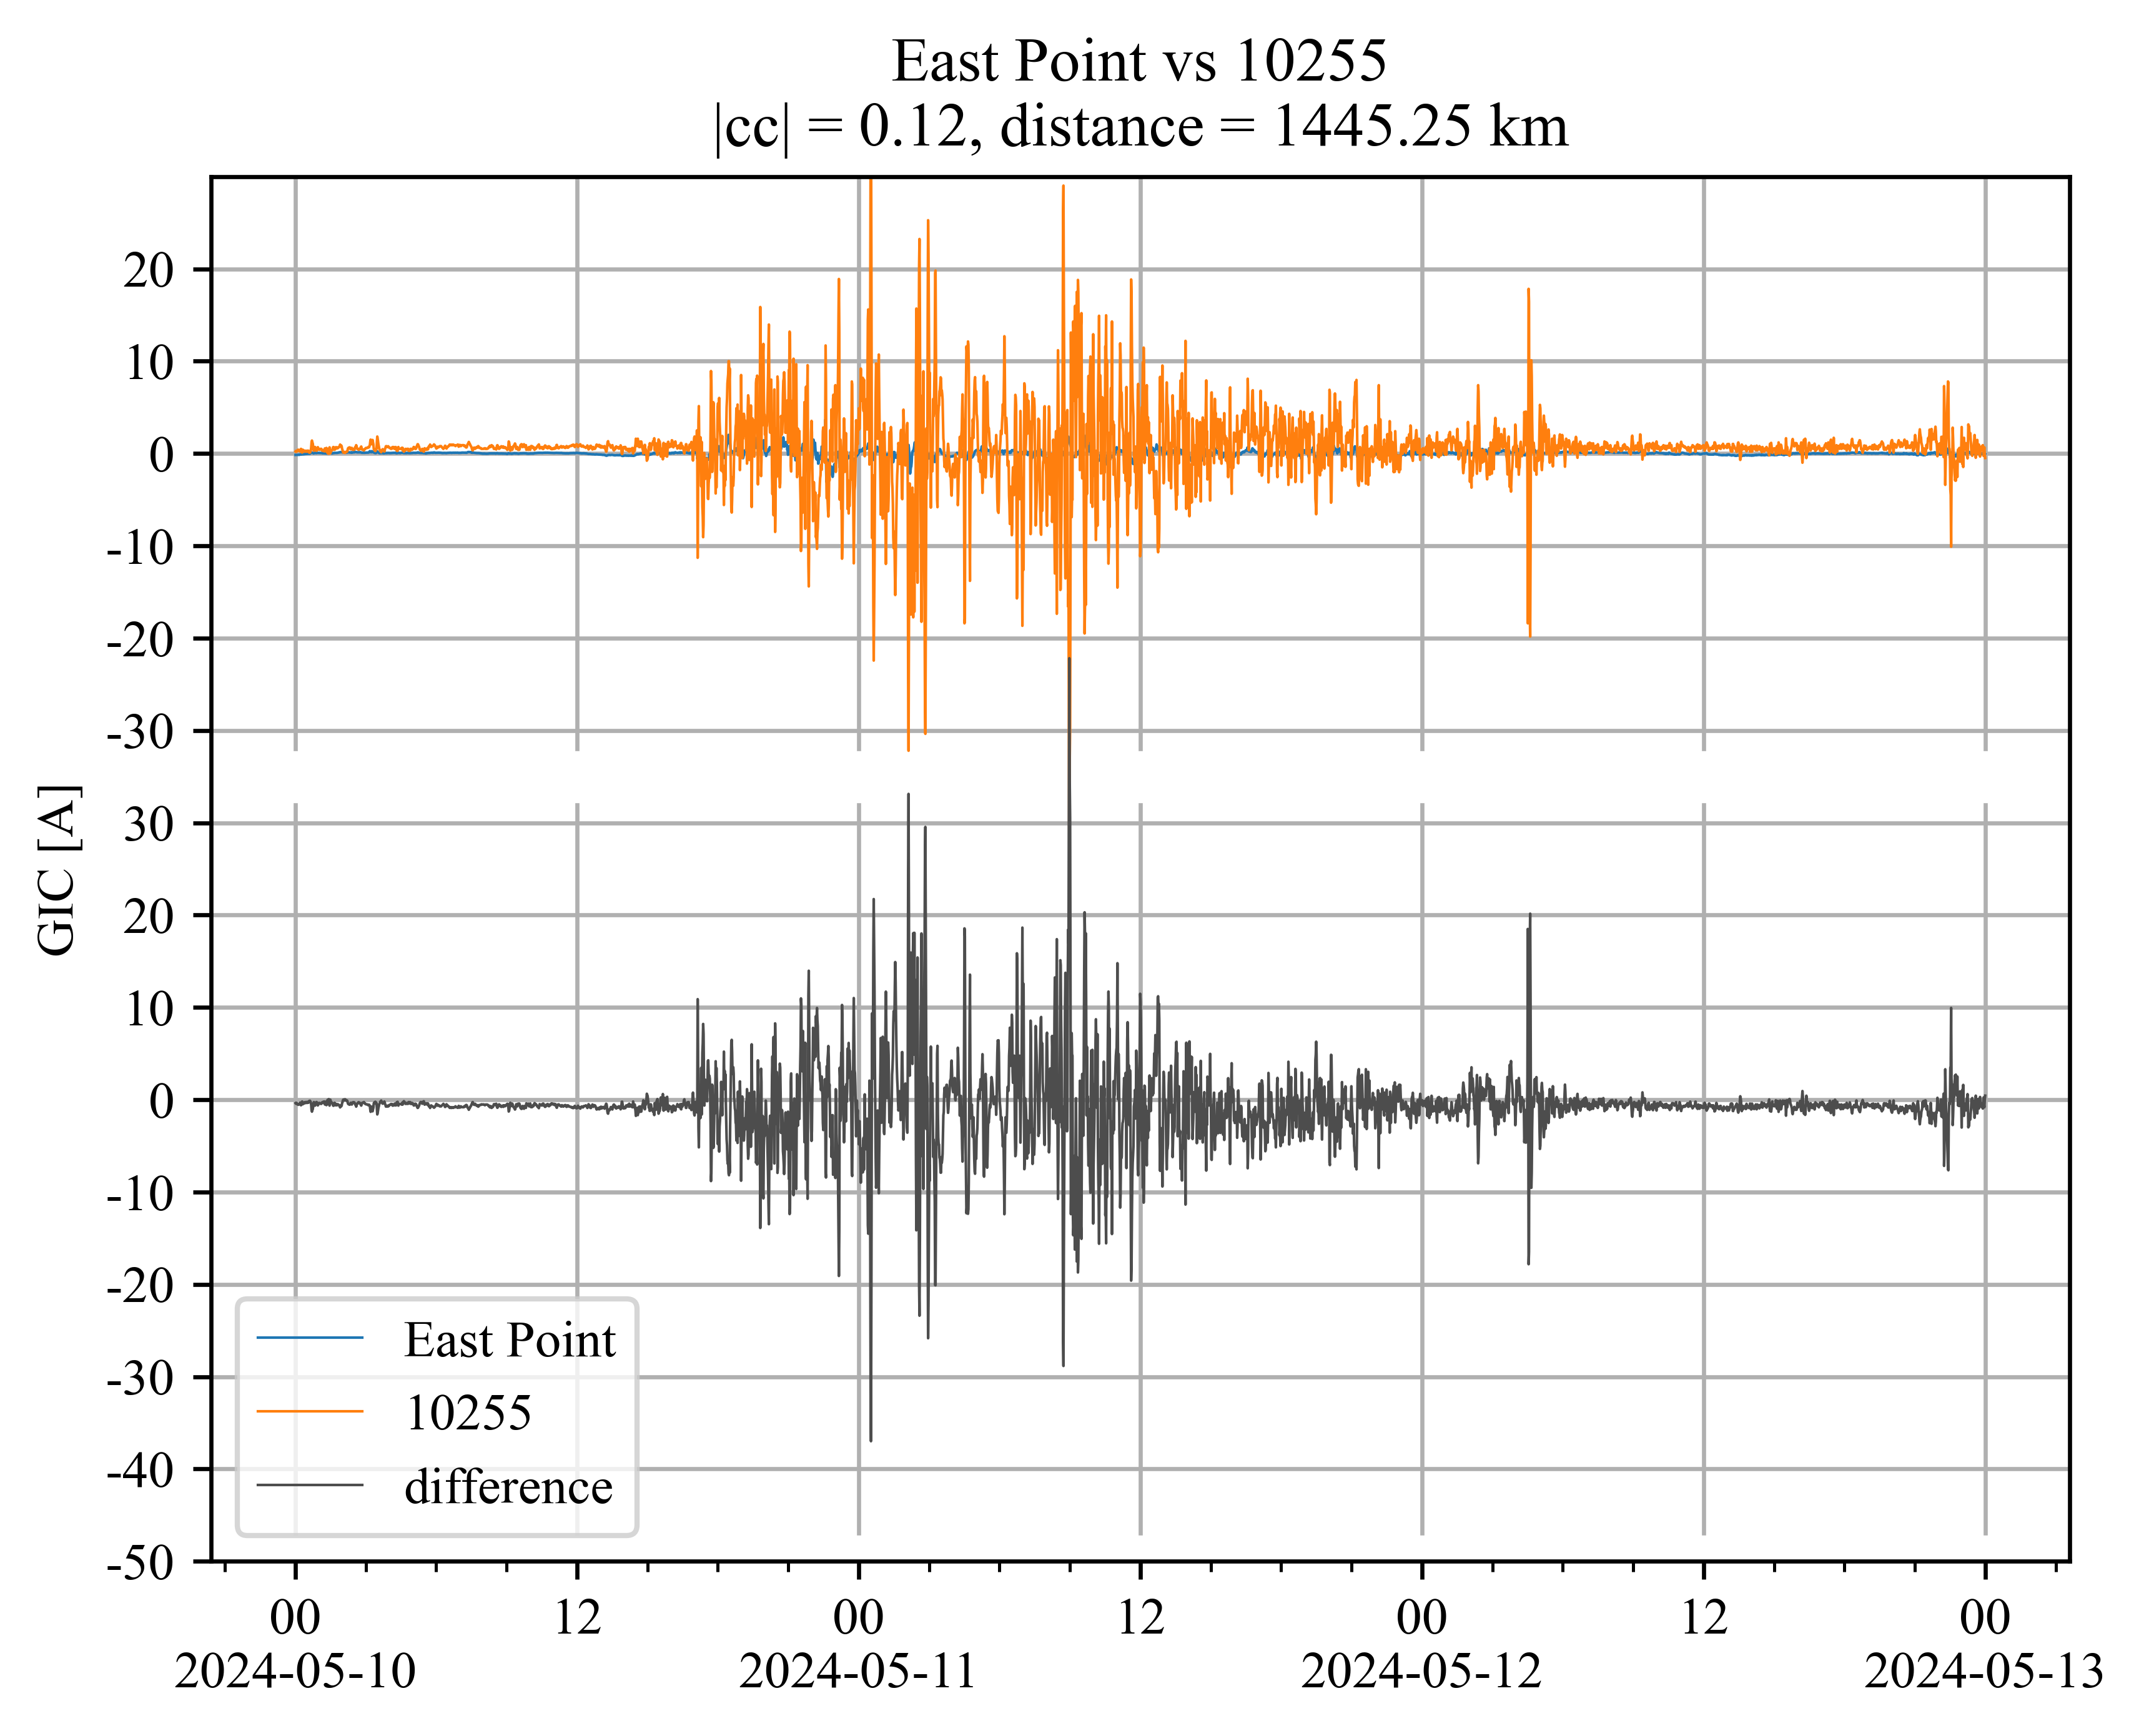 East Point vs 10255
|cc| = 0.12, distance = 1445.25 km
GIC [A]
20
10
0
-10
-20
-30
30
20
10
0
-10
-20
-30
-40
-50
East Point
10255
difference
00 12 00 12 00 12 00
2024-05-10 2024-05-11 2024-05-12 2024-05-13